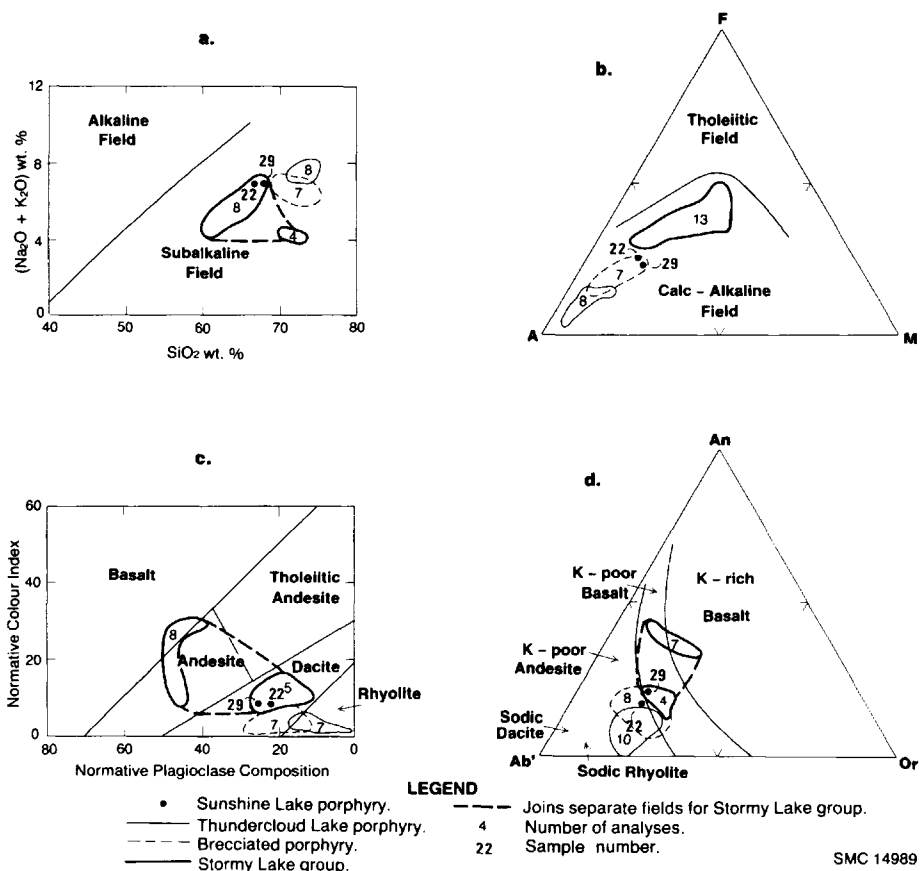 a.
12
8
4
0
(Na2O + K2O) wt. %
Alkaline
Field
29
8
22
7
8
4
Subalkaline
Field
40 50 60 70 80
SiO2 wt. %
b.
F
Tholeiitic
Field
13
22
7
29
8
Calc – Alkaline
Field
A
M
c.
60
40
20
0
Normative Colour Index
Basalt
Tholeiitic
Andesite
8
Andesite
Dacite
5
29
22
Rhyolite
7
7
80 60 40 20 0
Normative Plagioclase Composition
d.
An
K – poor
Basalt
K – rich
Basalt
7
K – poor
Andesite
29
8
4
Sodic
Dacite
22
10
Ab'
Sodic Rhyolite
Or
LEGEND
Sunshine Lake porphyry.
Thundercloud Lake porphyry.
Brecciated porphyry.
Stormy Lake group.
Joins separate fields for Stormy Lake group.
4 Number of analyses.
22 Sample number.
SMC 14989